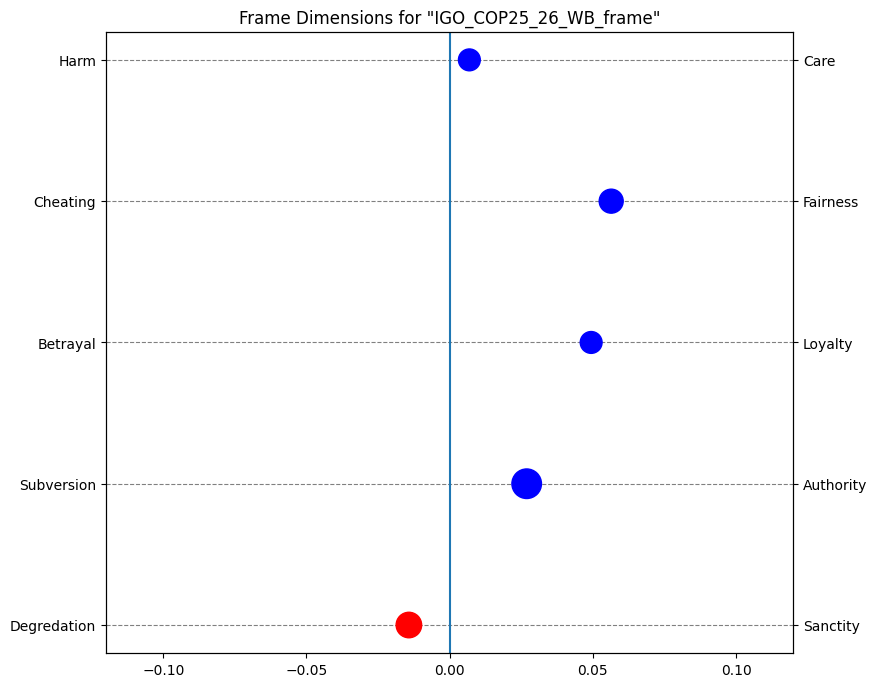 Frame Dimensions for "IGO_COP25_26_WB_frame"
Harm
Care
Cheating
Fairness
Betrayal
Loyalty
Subversion
Authority
Degredation
Sanctity
−0.10
−0.05
0.00
0.05
0.10